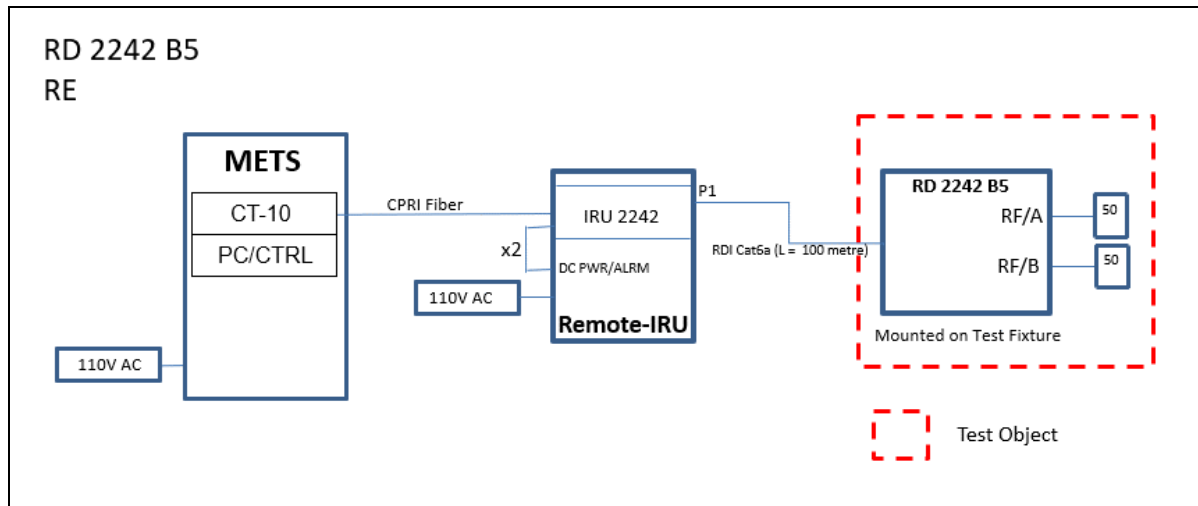 RD 2242 B5
RE
METS
CT-10
PC/CTRL
110V AC
CPRI Fiber
IRU 2242
x2
DC PWR/ALRM
110V AC
Remote-IRU
P1
RDI Cat6a (L = 100 metre)
RD 2242 B5
RF/A
50
RF/B
50
Mounted on Test Fixture
Test Object